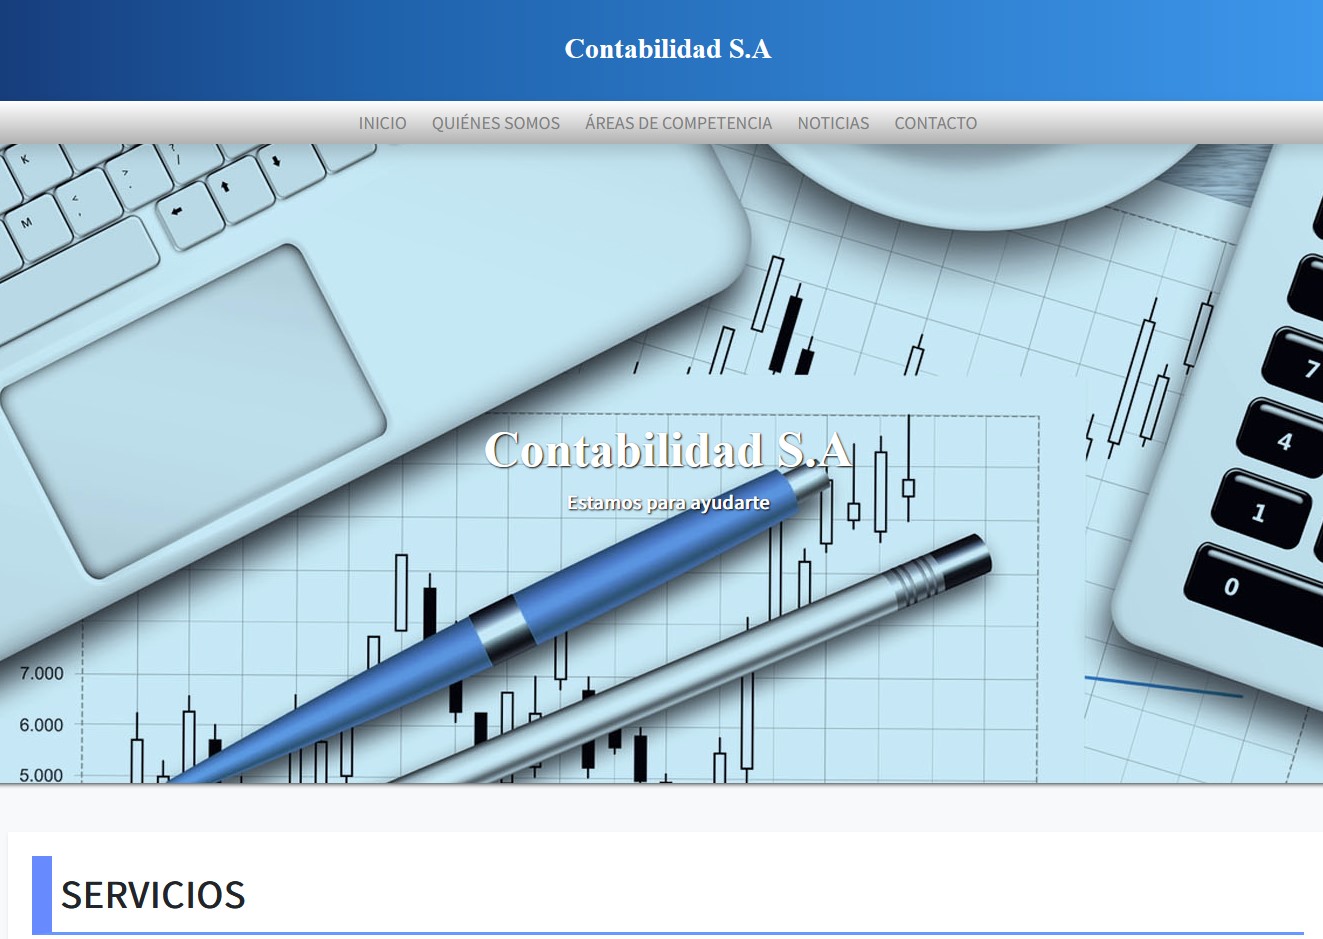 Contabilidad S.A
INICIO QUIÉNES SOMOS ÁREAS DE COMPETENCIA NOTICIAS CONTACTO
K
? /
> .
M
< ,
7
4
1
0
Contabilidad S.A
Estamos para ayudarte
7.000
6.000
5.000
SERVICIOS